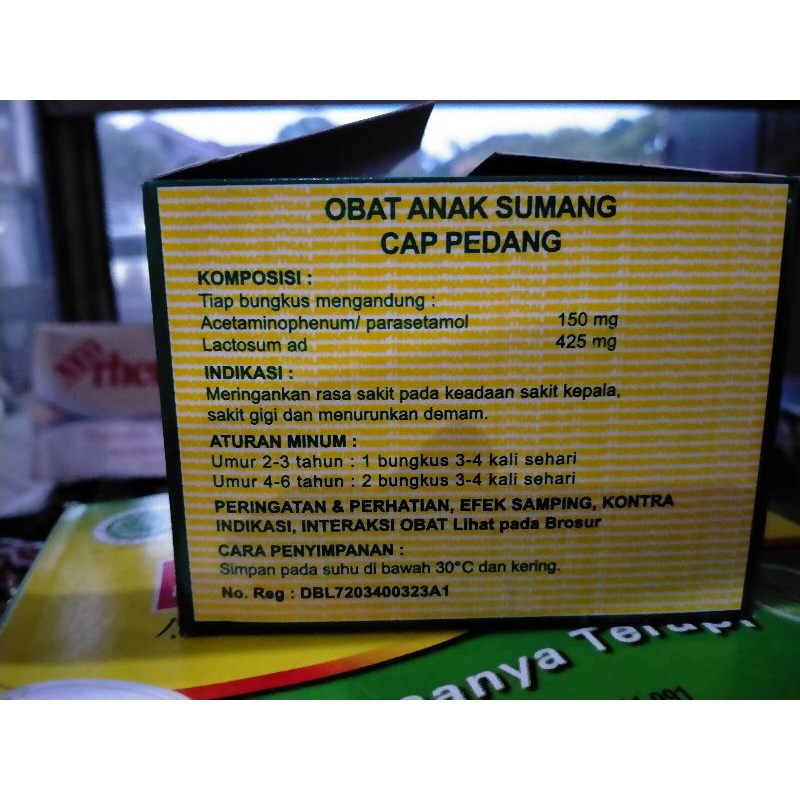 OBAT ANAK SUMANG
CAP PEDANG
KOMPOSISI :
Tiap bungkus mengandung :
Acetaminophenum/ parasetamol 150 mg
Lactosum ad 425 mg
INDIKASI :
Meringankan rasa sakit pada keadaan sakit kepala,
sakit gigi dan menurunkan demam.
ATURAN MINUM :
Umur 2-3 tahun : 1 bungkus 3-4 kali sehari
Umur 4-6 tahun : 2 bungkus 3-4 kali sehari
PERINGATAN & PERHATIAN, EFEK SAMPING, KONTRA
INDIKASI, INTERAKSI OBAT Lihat pada Brosur
CARA PENYIMPANAN :
Simpan pada suhu di bawah 30°C dan kering.
No. Reg : DBL7203400323A1